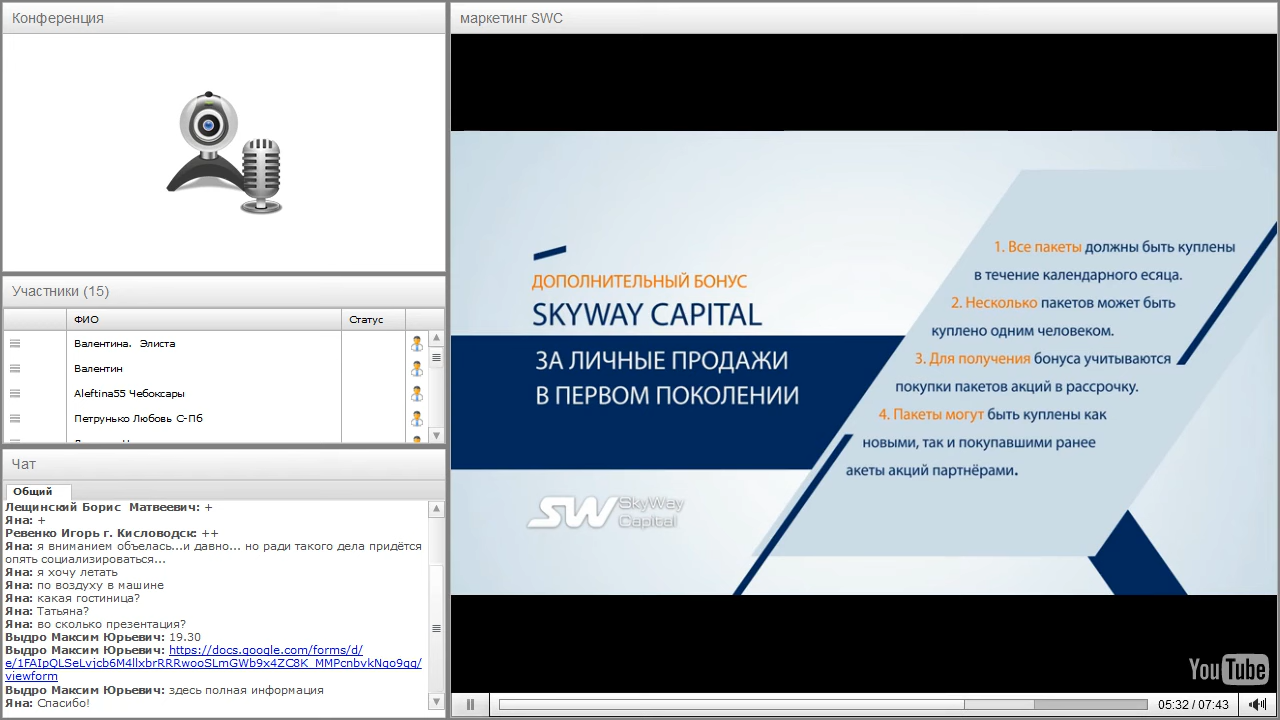 Конференция
Участники (15)
ФИО
Статус
Валентина. Элиста
Валентин
Aleftina55 Чебоксары
Петрунько Любовь С-Пб
Чат
Общий
Лещинский Борис Матвеевич: +
Яна: +
Ревенко Игорь г. Кисловодск: ++
Яна: я вниманием объелась...и давно... но ради такого дела придётся
опять социализироваться...
Яна: я хочу летать
Яна: по воздуху в машине
Яна: какая гостиница?
Яна: Татьяна?
Яна: во сколько презентация?
Выдро Максим Юрьевич: 19.30
Выдро Максим Юрьевич: https://docs.google.com/forms/d/
e/1FAIpQLSeLvjcb6M4llxbrRRRwooSLmGWb9x4ZC8K_MMPcnbvkNgo9qg/
viewform
Выдро Максим Юрьевич: здесь полная информация
Яна: Спасибо!
маркетинг SWC
ДОПОЛНИТЕЛЬНЫЙ БОНУС
SKYWAY CAPITAL
ЗА ЛИЧНЫЕ ПРОДАЖИ
В ПЕРВОМ ПОКОЛЕНИИ
SW SkyWay
Capital
1. Все пакеты должны быть куплены
в течение календарного есяца.
2. Несколько пакетов может быть
куплено одним человеком.
3. Для получения бонуса учитываются
покупки пакетов акций в рассрочку.
4. Пакеты могут быть куплены как
новыми, так и покупавшими ранее
акеты акций партнёрами.
YouTube
05:32 / 07:43